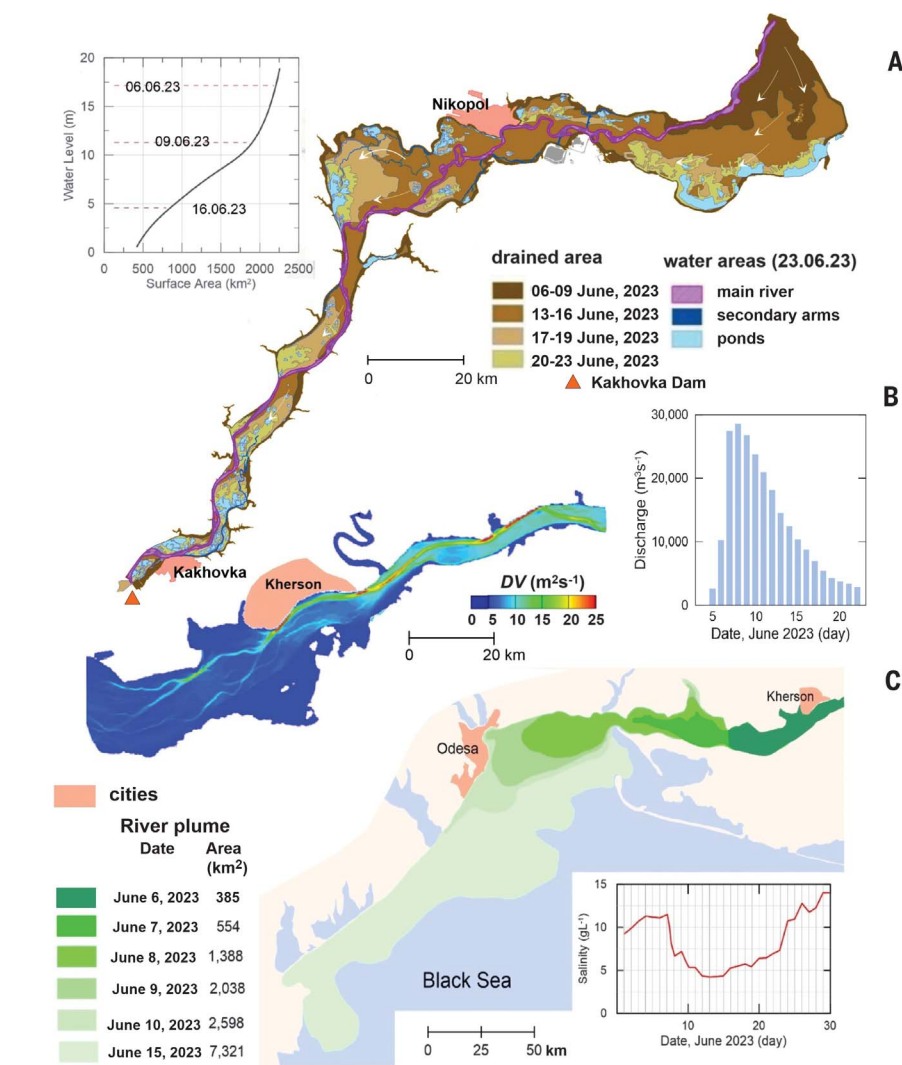 A
20
15
10
5
0
Water Level (m)
06.06.23
09.06.23
16.06.23
0 500 1000 1500 2000 2500
Surface Area (km²)
Nikopol
drained area
06-09 June, 2023
13-16 June, 2023
17-19 June, 2023
20-23 June, 2023
water areas (23.06.23)
main river
secondary arms
ponds
0 20 km
Kakhovka Dam
Kakhovka
B
30,000
20,000
10,000
0
Discharge (m³s⁻¹)
5 10 15 20
Date, June 2023 (day)
Kherson
DV (m²s⁻¹)
0 5 10 15 20 25
0 20 km
C
Kherson
Odesa
Black Sea
0 25 50 km
cities
River plume
Date Area
(km²)
June 6, 2023 385
June 7, 2023 554
June 8, 2023 1,388
June 9, 2023 2,038
June 10, 2023 2,598
June 15, 2023 7,321
15
10
5
0
Salinity (gL⁻¹)
10 20 30
Date, June 2023 (day)